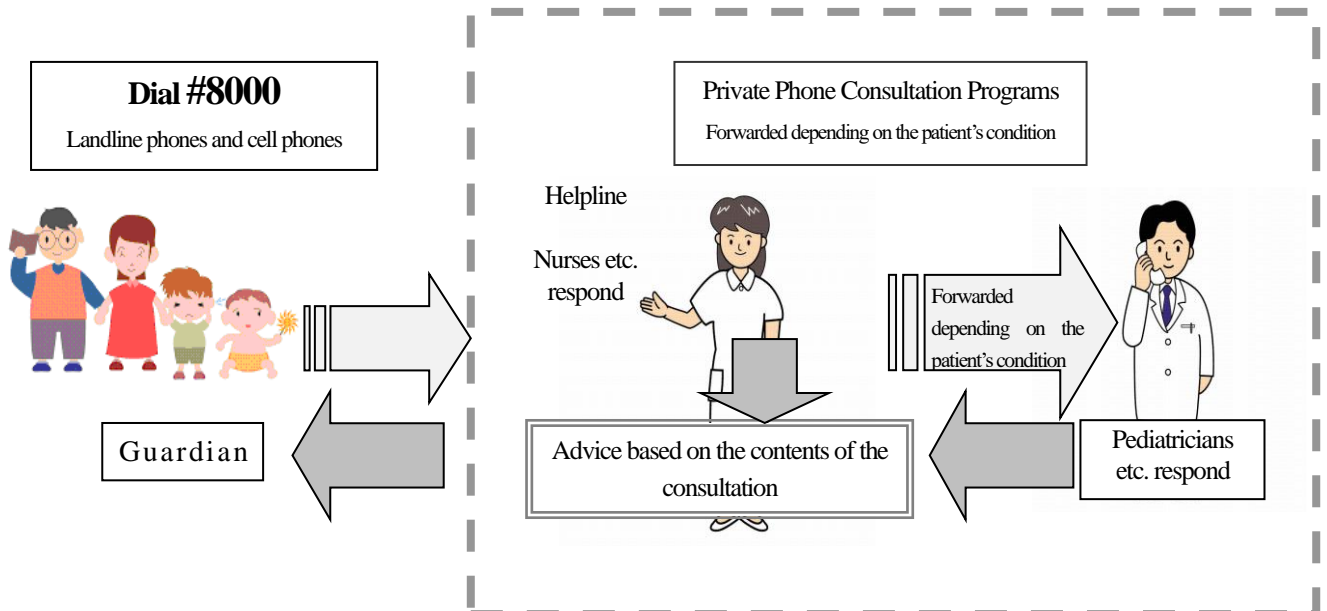 Dial #8000
Landline phones and cell phones
Private Phone Consultation Programs
Forwarded depending on the patient's condition
Helpline
Nurses etc.
respond
Forwarded
depending on the
patient's condition
Guardian
Advice based on the contents of the
consultation
Pediatricians
etc. respond